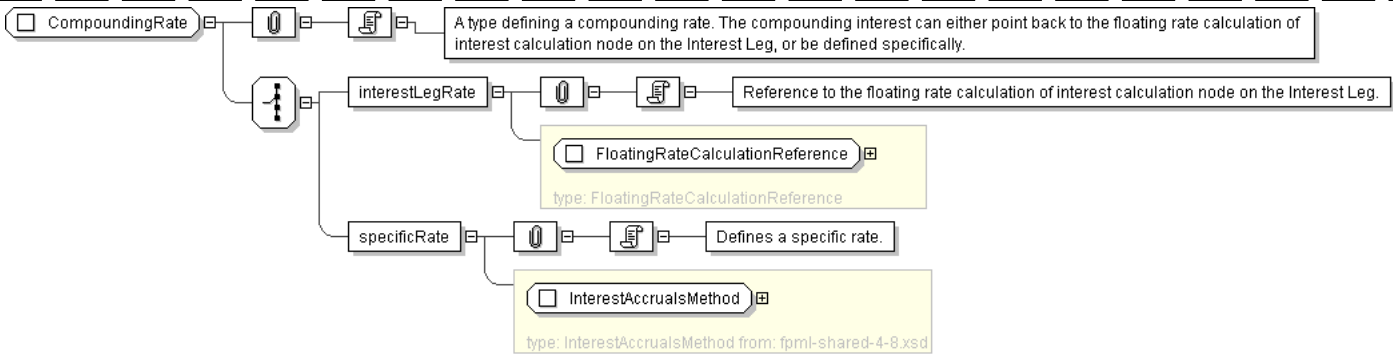 CompoundingRate
A type defining a compounding rate. The compounding interest can either point back to the floating rate calculation of
interest calculation node on the Interest Leg, or be defined specifically.
interestLegRate
Reference to the floating rate calculation of interest calculation node on the Interest Leg.
FloatingRateCalculationReference
type: FloatingRateCalculationReference
specificRate
Defines a specific rate.
InterestAccrualsMethod
type: InterestAccrualsMethod from: fpml-shared-4-8.xsd